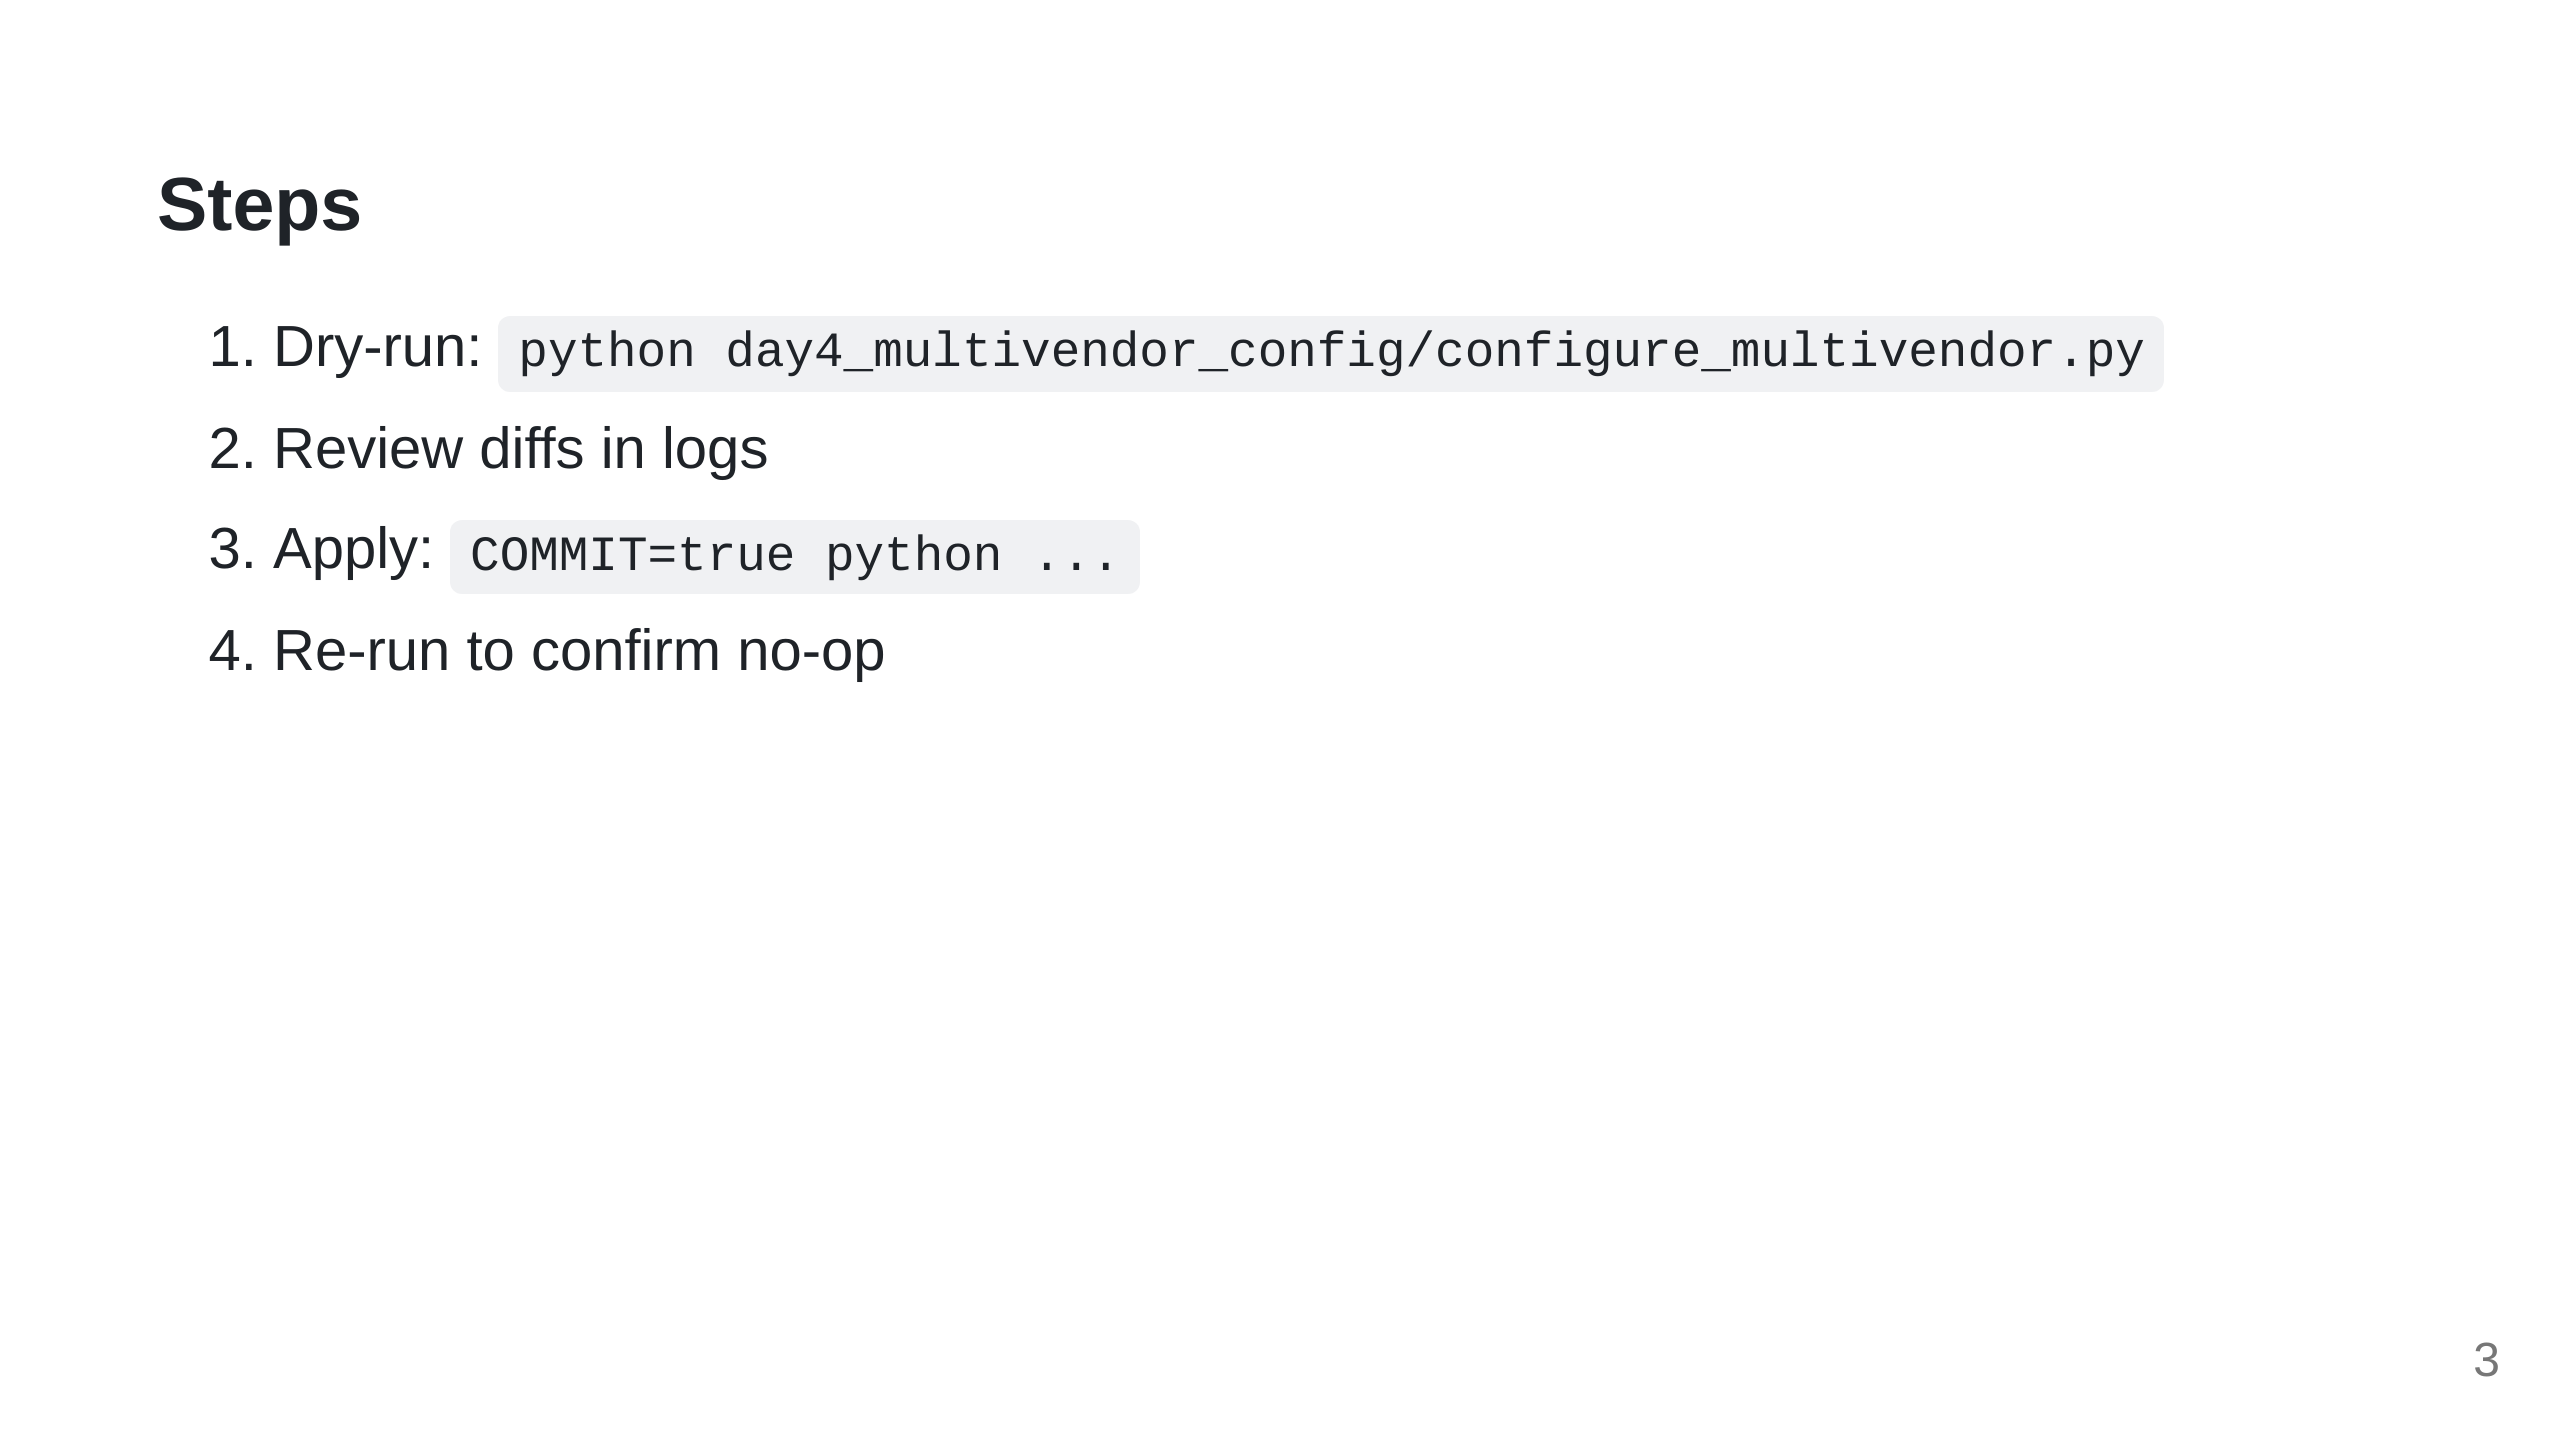 Steps
1. Dry-run: python day4_multivendor_config/configure_multivendor.py
2. Review diffs in logs
3. Apply: COMMIT=true python ...
4. Re-run to confirm no-op
3